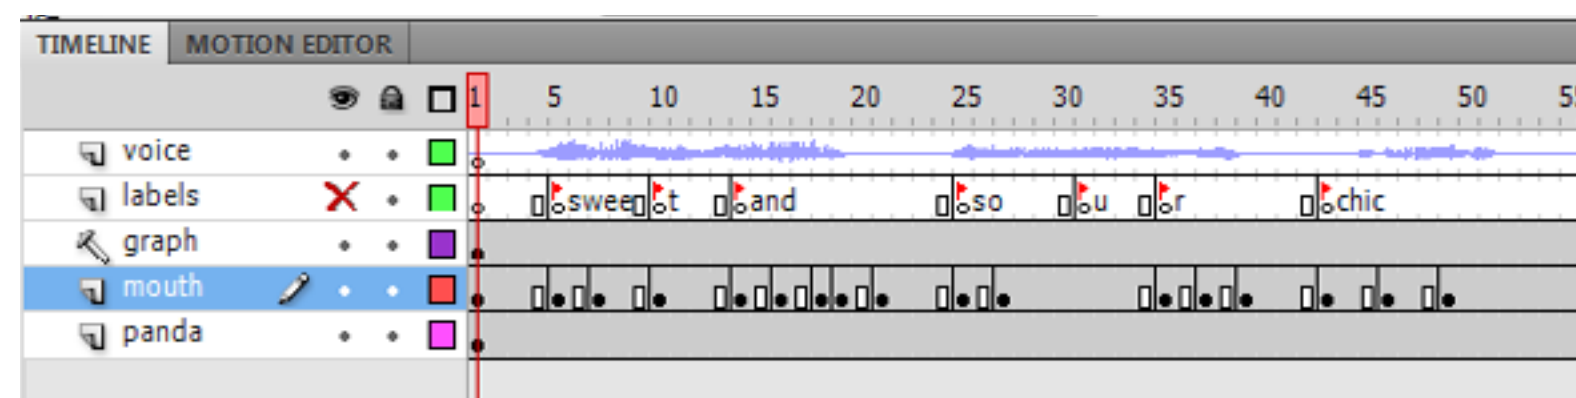 TIMELINE MOTION EDITOR
1 5 10 15 20 25 30 35 40 45 50
voice
labels swee t and so u r chic
graph
mouth
panda